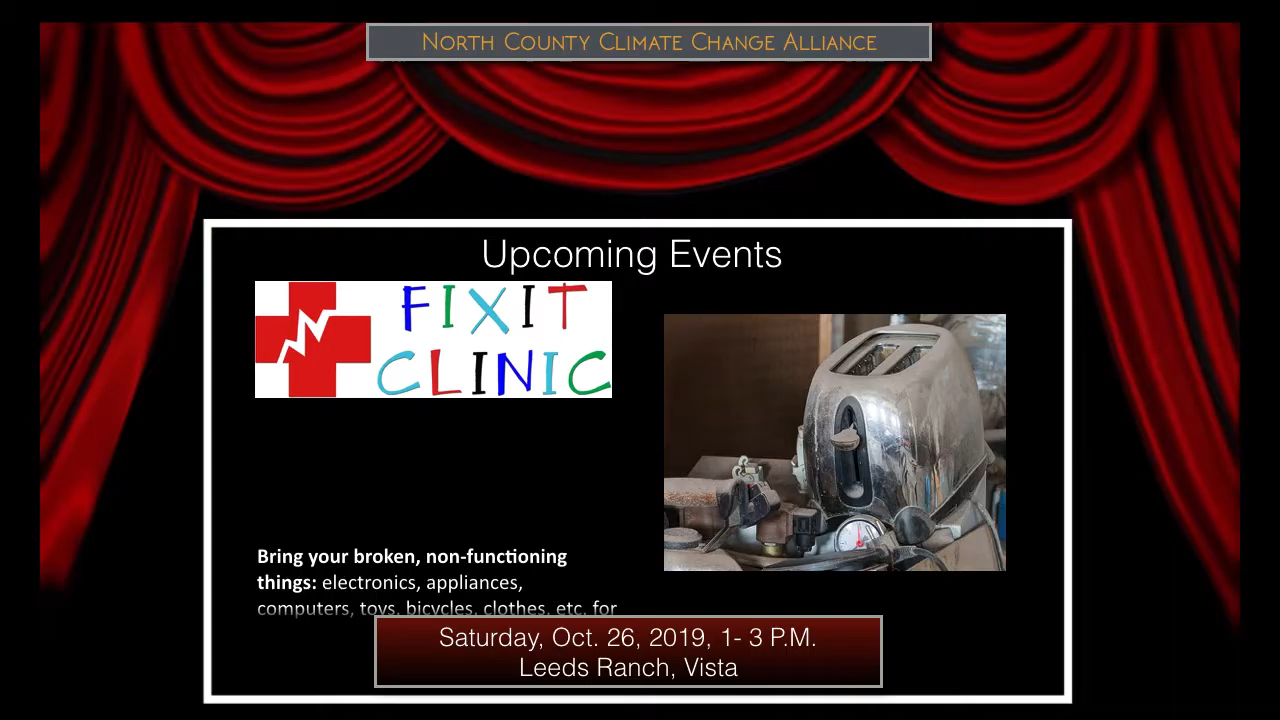 North County Climate Change Alliance
Upcoming Events
FIXIT
CLINIC
Bring your broken, non-functioning
things: electronics, appliances,
computers, toys, bicycles, clothes, etc. for
Saturday, Oct. 26, 2019, 1- 3 P.M.
Leeds Ranch, Vista